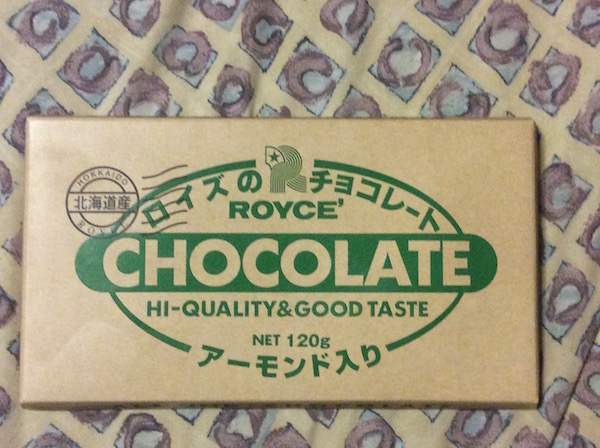 HOKKAIDO
北海道産
ロイズの R チョコレート
ROYCE'
CHOCOLATE
HI-QUALITY&GOOD TASTE
NET 120g
アーモンド入り